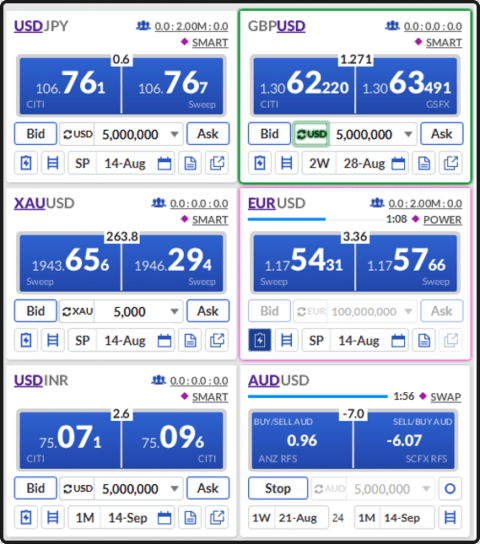 USDJPY
0.0 : 2.00M : 0.0
SMART
0.6
106.761
106.767
CITI
Sweep
Bid
USD
5,000,000
Ask
SP
14-Aug
GBPUSD
0.0 : 0.0 : 0.0
SMART
1.271
1.3062220
1.3063491
CITI
GSFX
Bid
USD
5,000,000
Ask
2W
28-Aug
XAUUSD
0.0 : 0.0 : 0.0
SMART
263.8
1943.656
1946.294
Sweep
Sweep
Bid
XAU
5,000
Ask
SP
14-Aug
EURUSD
0.0 : 2.00M : 0.0
1:08
POWER
3.36
1.175431
1.175766
Sweep
Sweep
Bid
EUR
100,000,000
Ask
SP
14-Aug
USDINR
0.0 : 0.0 : 0.0
SMART
2.6
75.071
75.096
CITI
CITI
Bid
USD
5,000,000
Ask
1M
14-Sep
AUDUSD
1:56
SWAP
-7.0
BUY/SELL AUD
SELL/BUY AUD
0.96
-6.07
ANZ RFS
SCFX RFS
Stop
AUD
5,000,000
1W
21-Aug
24
1M
14-Sep